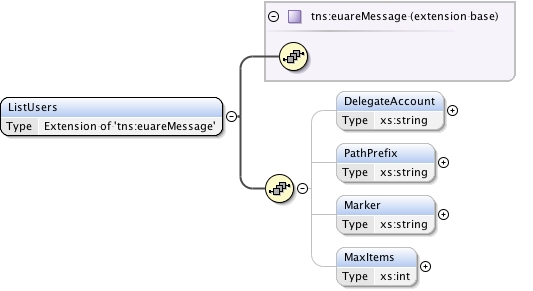 tns:euareMessage (extension base)
ListUsers
Type Extension of 'tns:euareMessage'
DelegateAccount
Type xs:string
PathPrefix
Type xs:string
Marker
Type xs:string
MaxItems
Type xs:int